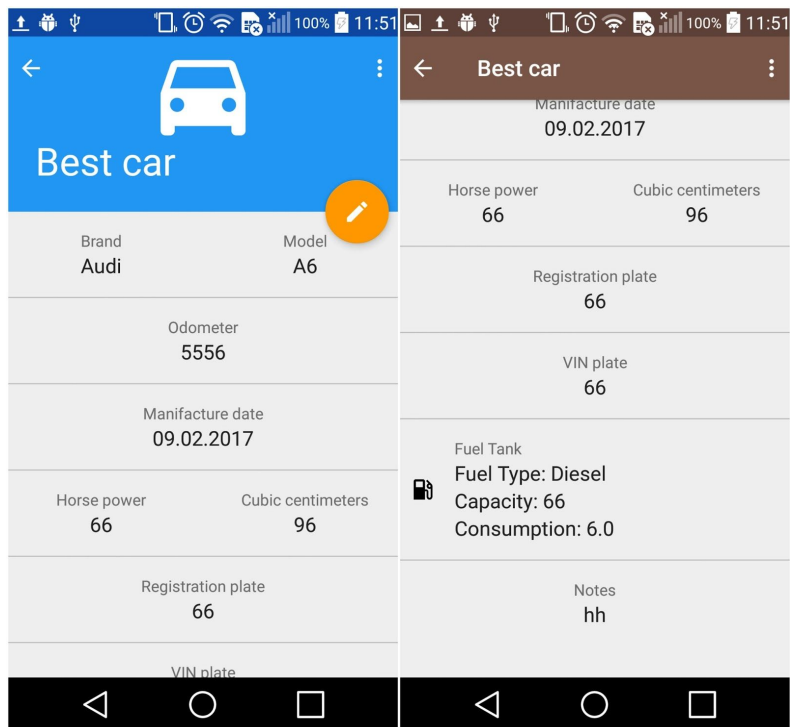 100% 11:51
Best car
Brand Model
Audi A6
Odometer
5556
Manifacture date
09.02.2017
Horse power Cubic centimeters
66 96
Registration plate
66
VIN plate
100% 11:51
Best car
Manifacture date
09.02.2017
Horse power Cubic centimeters
66 96
Registration plate
66
VIN plate
66
Fuel Tank
Fuel Type: Diesel
Capacity: 66
Consumption: 6.0
Notes
hh